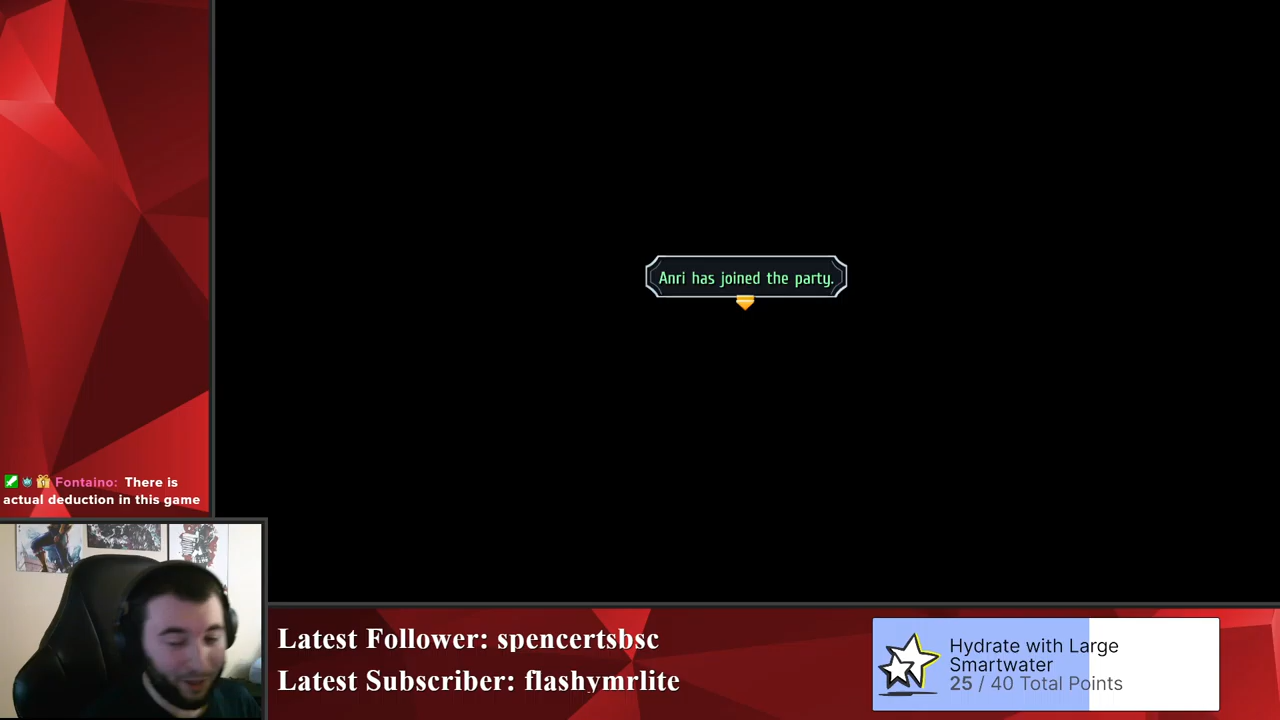 Anri has joined the party.
Fontaino: There is
actual deduction in this game
Latest Follower: spencertsbsc
Latest Subscriber: flashymrlite
Hydrate with Large
Smartwater
25 / 40 Total Points